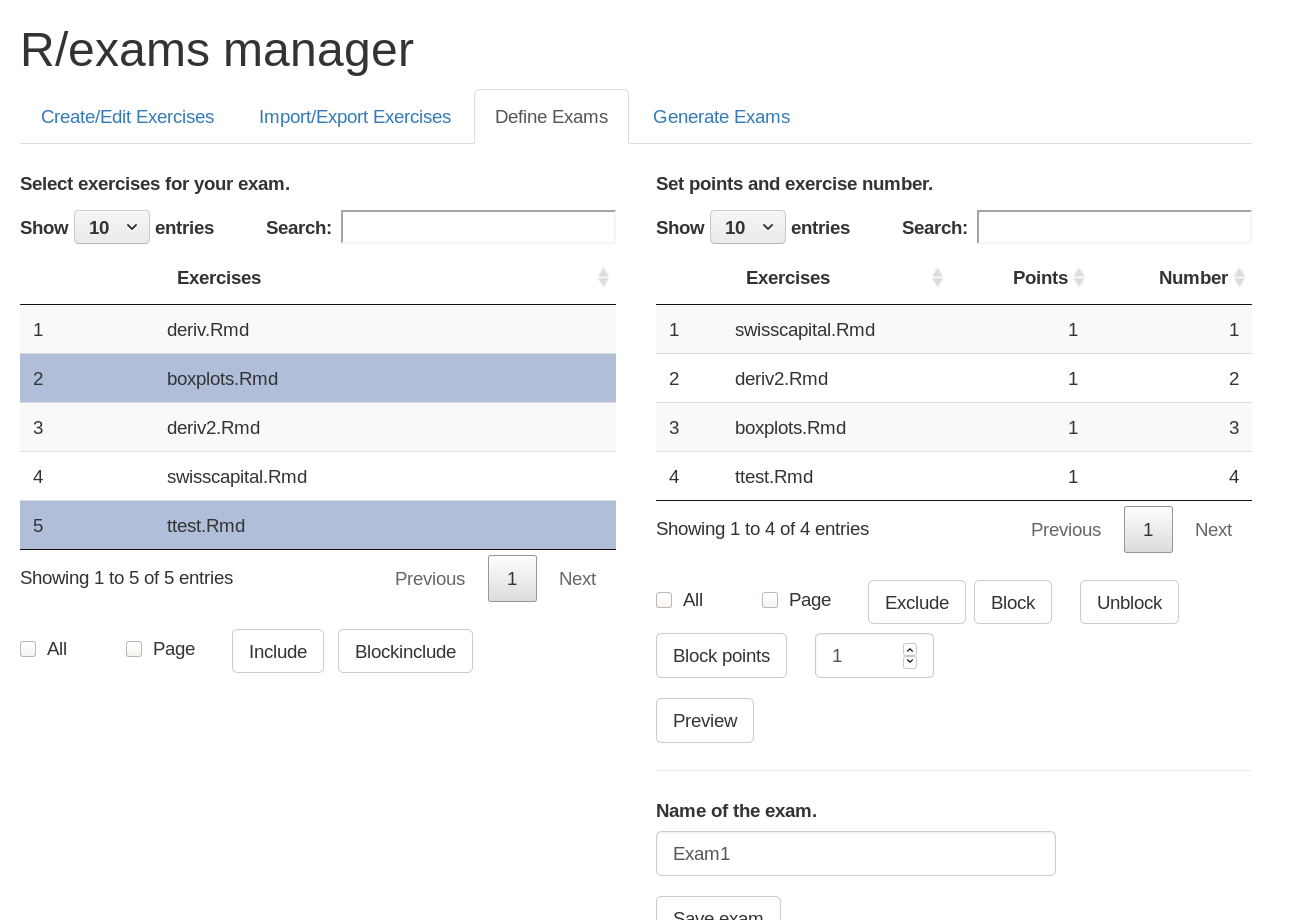 R/exams manager
Create/Edit Exercises Import/Export Exercises Define Exams Generate Exams
Select exercises for your exam.
Show 10 entries Search:
Exercises
1 deriv.Rmd
2 boxplots.Rmd
3 deriv2.Rmd
4 swisscapital.Rmd
5 ttest.Rmd
Showing 1 to 5 of 5 entries Previous 1 Next
All Page Include Blockinclude
Set points and exercise number.
Show 10 entries Search:
Exercises Points Number
1 swisscapital.Rmd 1 1
2 deriv2.Rmd 1 2
3 boxplots.Rmd 1 3
4 ttest.Rmd 1 4
Showing 1 to 4 of 4 entries Previous 1 Next
All Page Exclude Block Unblock
Block points 1
Preview
Name of the exam.
Exam1
Save exam